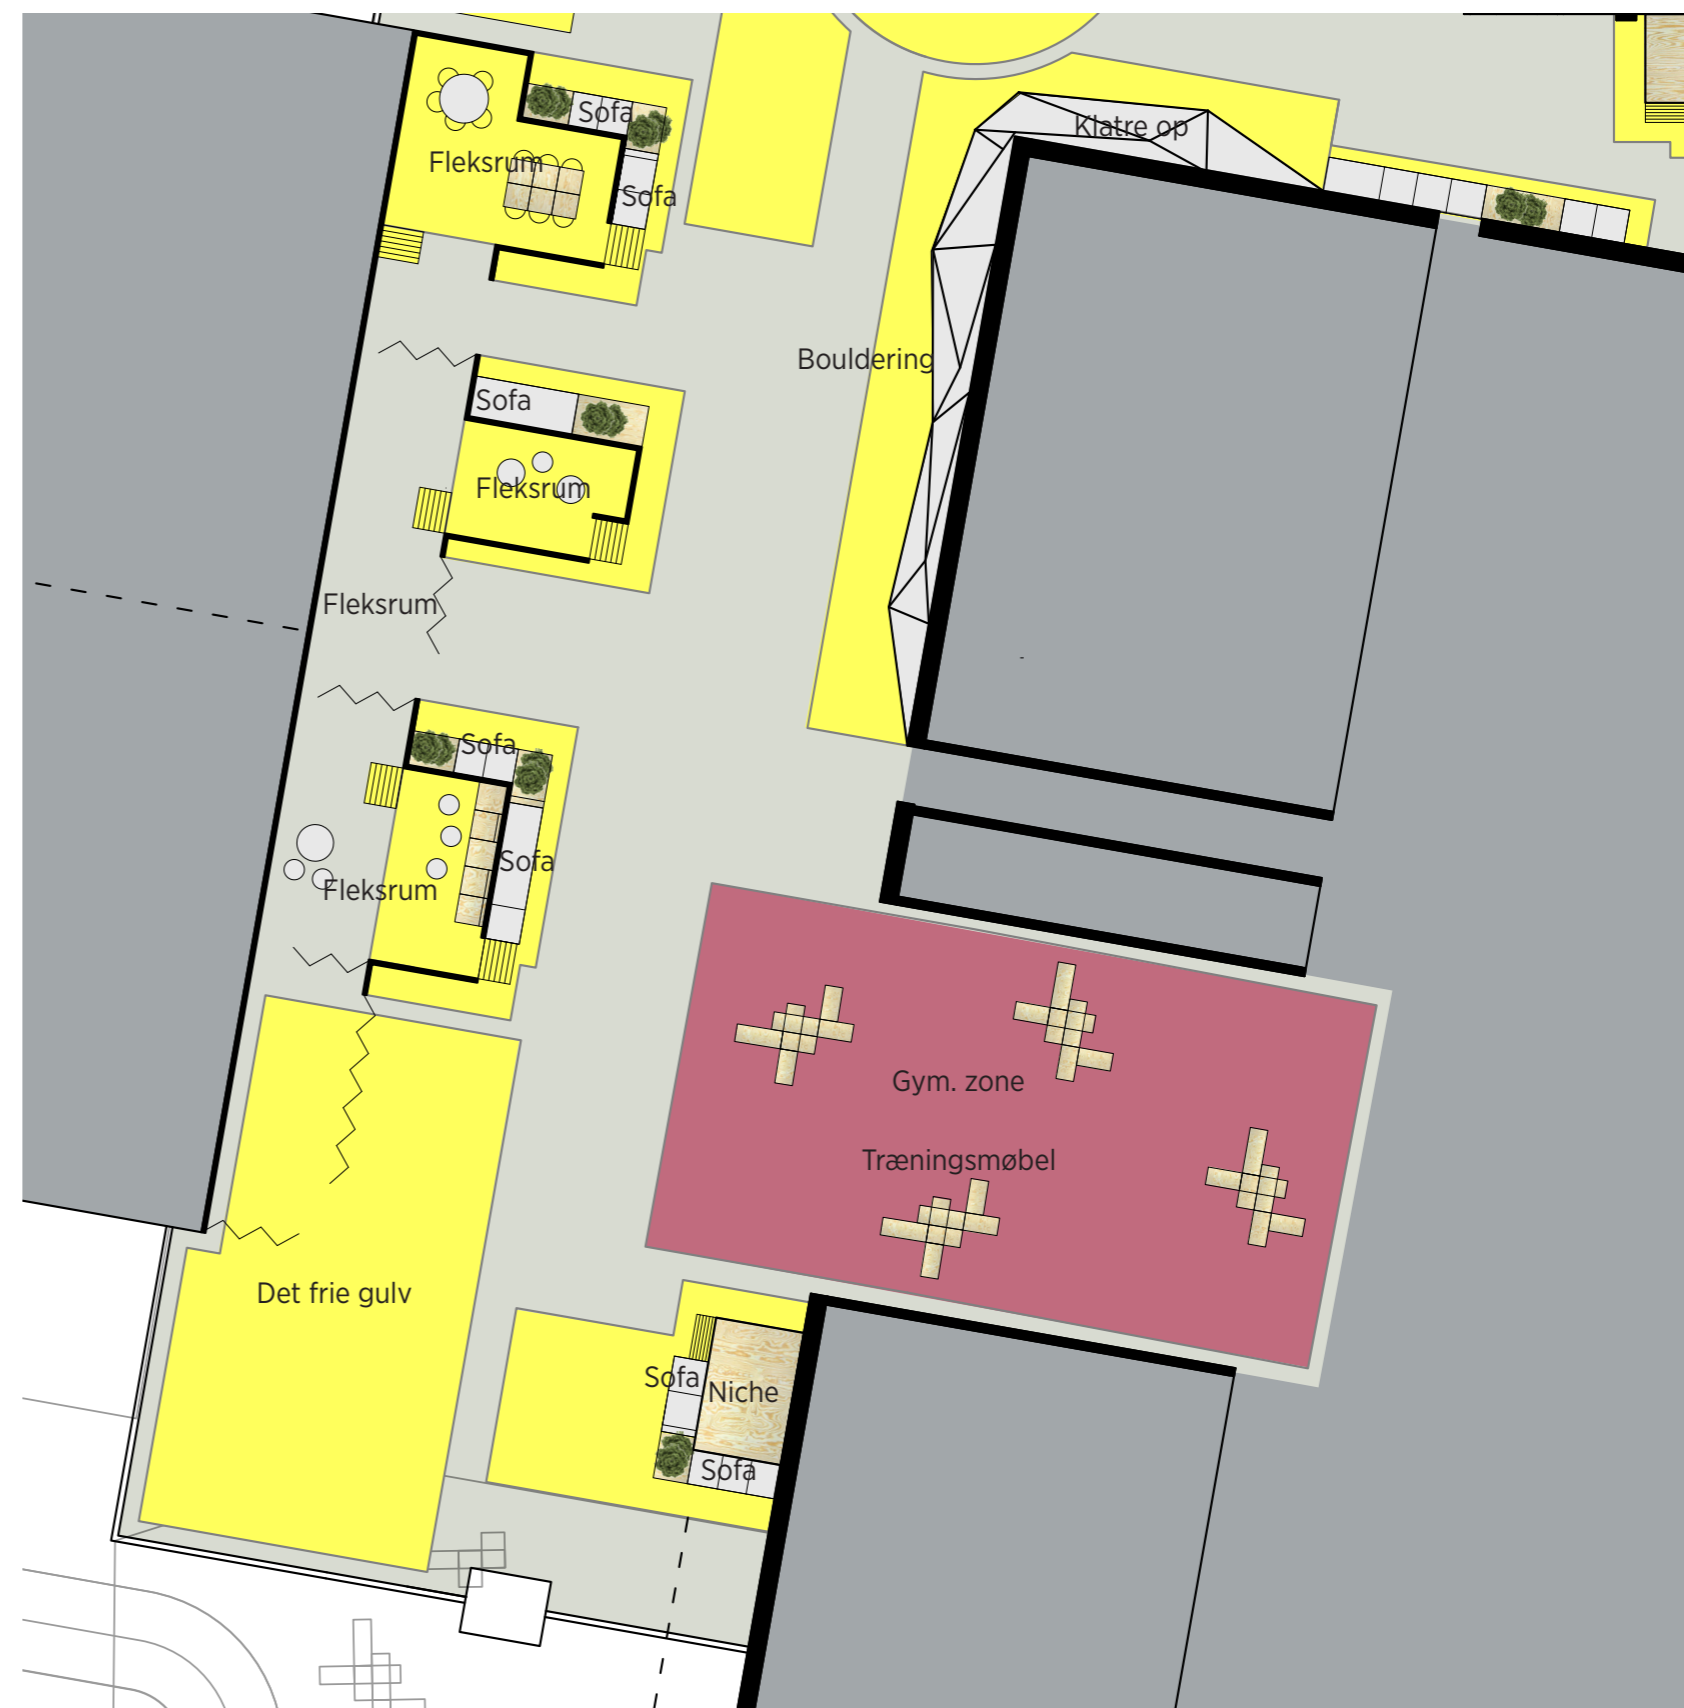 Sofa
Klatre op
Fleksrum
Sofa
Bouldering
Sofa
Fleksrum
Fleksrum
Sofa
Sofa
Fleksrum
Gym. zone
Træningsmøbel
Det frie gulv
Sofa
Niche
Sofa